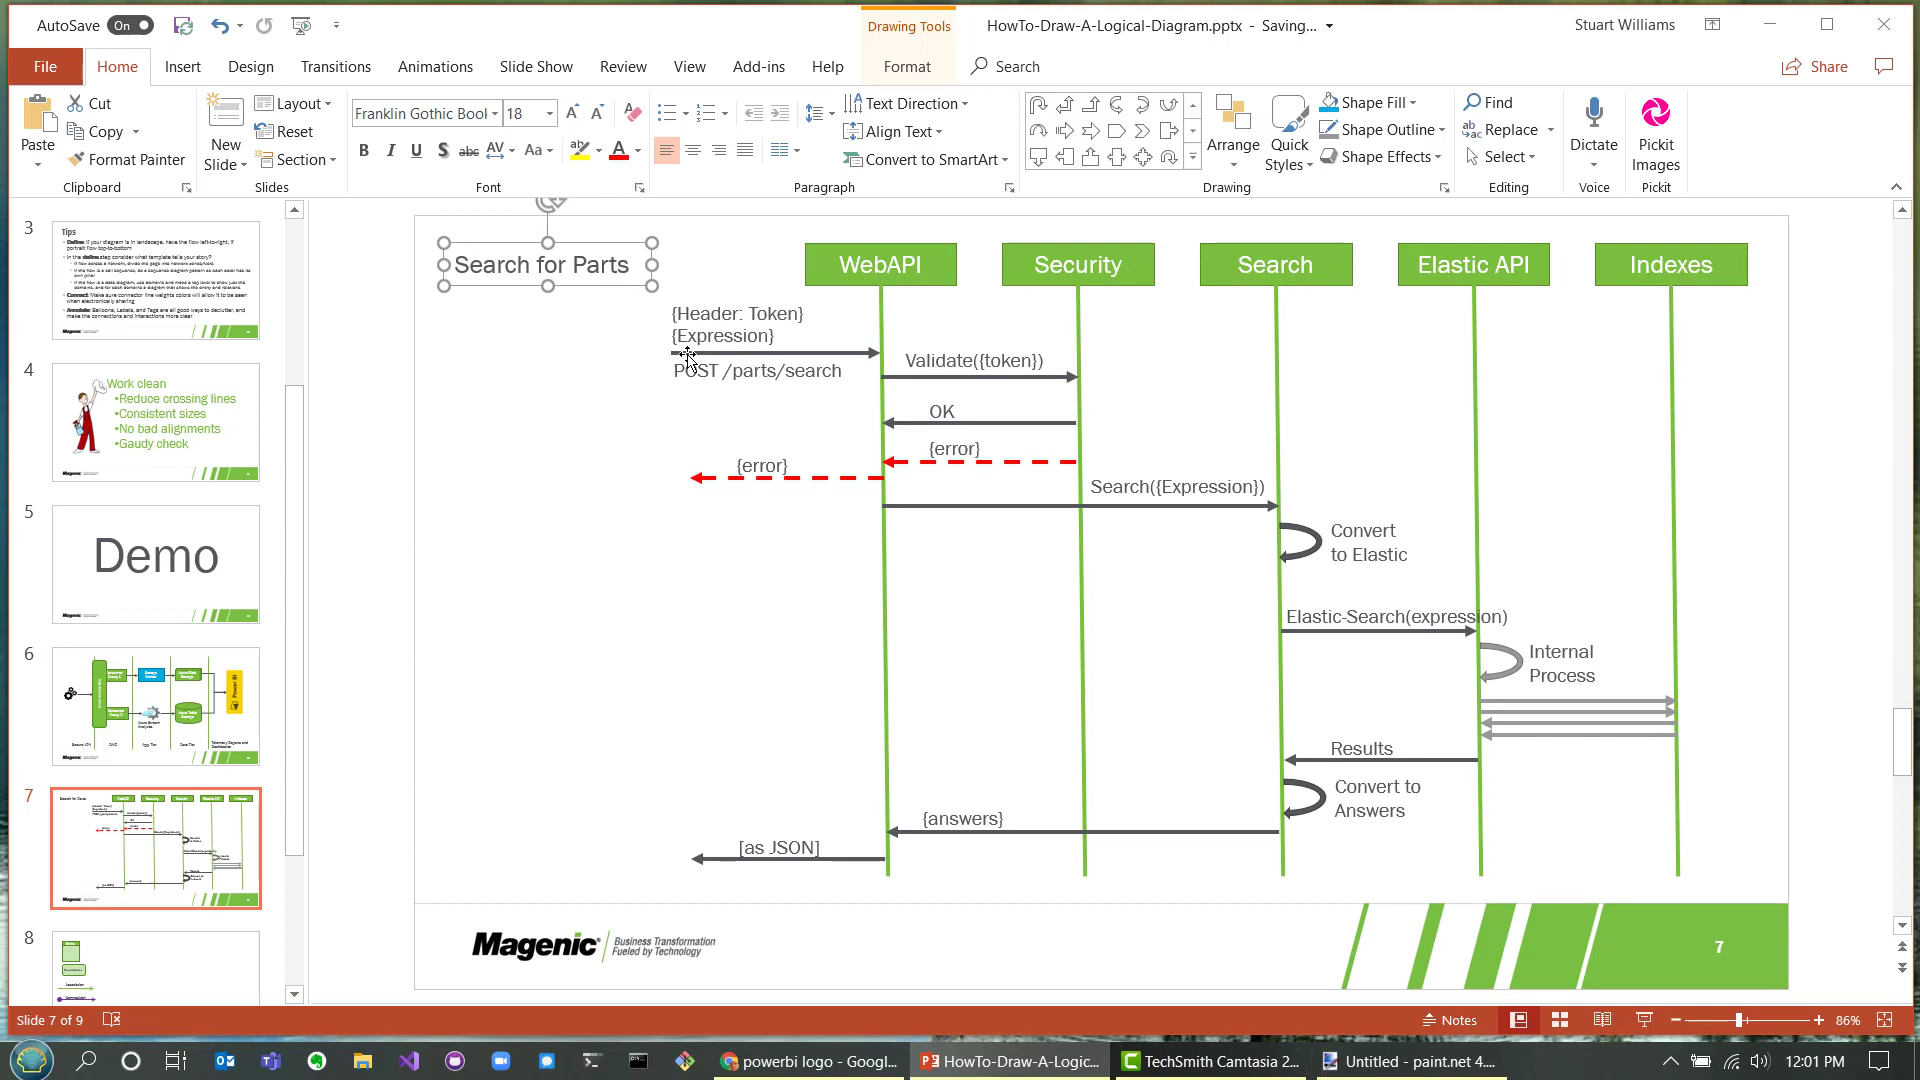 AutoSave On
Drawing Tools
HowTo-Draw-A-Logical-Diagram.pptx - Saving...
Stuart Williams
File Home Insert Design Transitions Animations Slide Show Review View Add-ins Help Format Search
Share
Paste
Cut
Copy
Format Painter
Clipboard
New Slide
Layout
Reset
Section
Slides
Franklin Gothic Book 18
B I U S abc AV Aa A
Font
Text Direction
Align Text
Convert to SmartArt
Paragraph
Arrange
Quick Styles
Shape Fill
Shape Outline
Shape Effects
Drawing
Find
Replace
Select
Editing
Dictate
Voice
Pickit Images
Pickit
3
Tips
4
Work clean
•Reduce crossing lines
•Consistent sizes
•No bad alignments
•Gaudy check
5
Demo
6
Power BI
7
8
Search for Parts
WebAPI
Security
Search
Elastic API
Indexes
{Header: Token}
{Expression}
POST /parts/search
Validate({token})
OK
{error}
{error}
Search({Expression})
Convert
to Elastic
Elastic-Search(expression)
Internal
Process
Results
Convert to
Answers
{answers}
[as JSON]
Magenic
Business Transformation
Fueled by Technology
7
Slide 7 of 9
Notes
86%
powerbi logo - Googl...
HowTo-Draw-A-Logic...
TechSmith Camtasia 2...
Untitled - paint.net 4....
12:01 PM